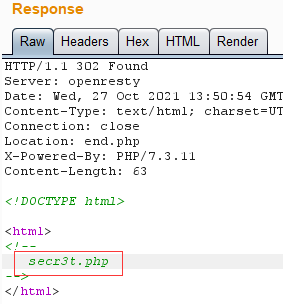 Response
Raw Headers Hex HTML Render
HTTP/1.1 302 Found
Server: openresty
Date: Wed, 27 Oct 2021 13:50:54 GMT
Content-Type: text/html; charset=UT
Connection: close
Location: end.php
X-Powered-By: PHP/7.3.11
Content-Length: 63
<!DOCTYPE html>
<html>
<!--
secr3t.php
-->
</html>